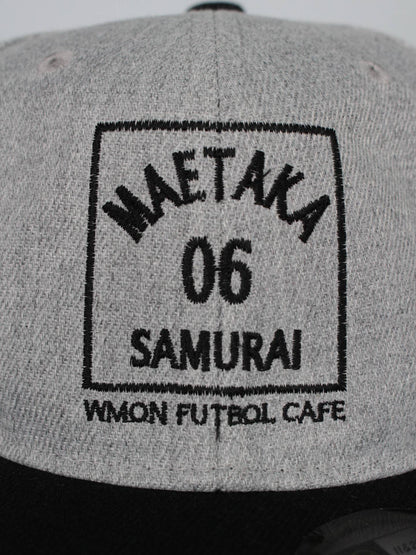 MAETAKA
06
SAMURAI
WMON FUTBOL CAFE